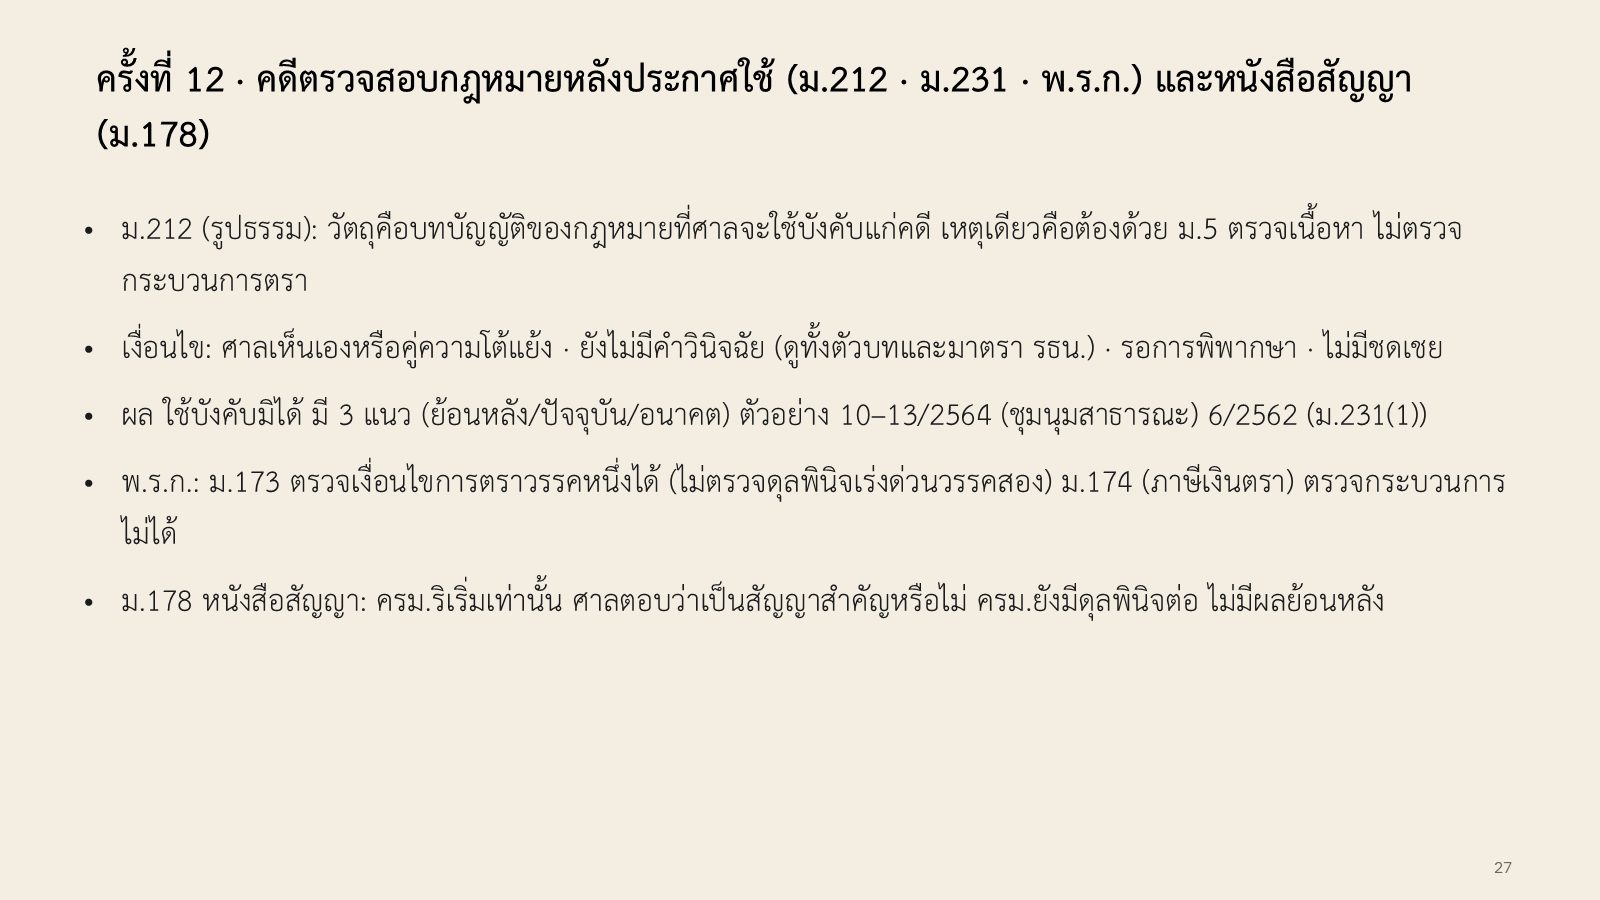 ครั้งที่ 12 · คดีตรวจสอบกฎหมายหลังประกาศใช้ (ม.212 · ม.231 · พ.ร.ก.) และหนังสือสัญญา
(ม.178)
• ม.212 (รูปธรรม): วัตถุคือบทบัญญัติของกฎหมายที่ศาลจะใช้บังคับแก่คดี เหตุเดียวคือต้องด้วย ม.5 ตรวจเนื้อหา ไม่ตรวจ
กระบวนการตรา
• เงื่อนไข: ศาลเห็นเองหรือคู่ความโต้แย้ง · ยังไม่มีคำวินิจฉัย (ดูทั้งตัวบทและมาตรา รธน.) · รอการพิพากษา · ไม่มีชดเชย
• ผล ใช้บังคับมิได้ มี 3 แนว (ย้อนหลัง/ปัจจุบัน/อนาคต) ตัวอย่าง 10–13/2564 (ชุมนุมสาธารณะ) 6/2562 (ม.231(1))
• พ.ร.ก.: ม.173 ตรวจเงื่อนไขการตราวรรคหนึ่งได้ (ไม่ตรวจดุลพินิจเร่งด่วนวรรคสอง) ม.174 (ภาษีเงินตรา) ตรวจกระบวนการ
ไม่ได้
• ม.178 หนังสือสัญญา: ครม.ริเริ่มเท่านั้น ศาลตอบว่าเป็นสัญญาสำคัญหรือไม่ ครม.ยังมีดุลพินิจต่อ ไม่มีผลย้อนหลัง
27